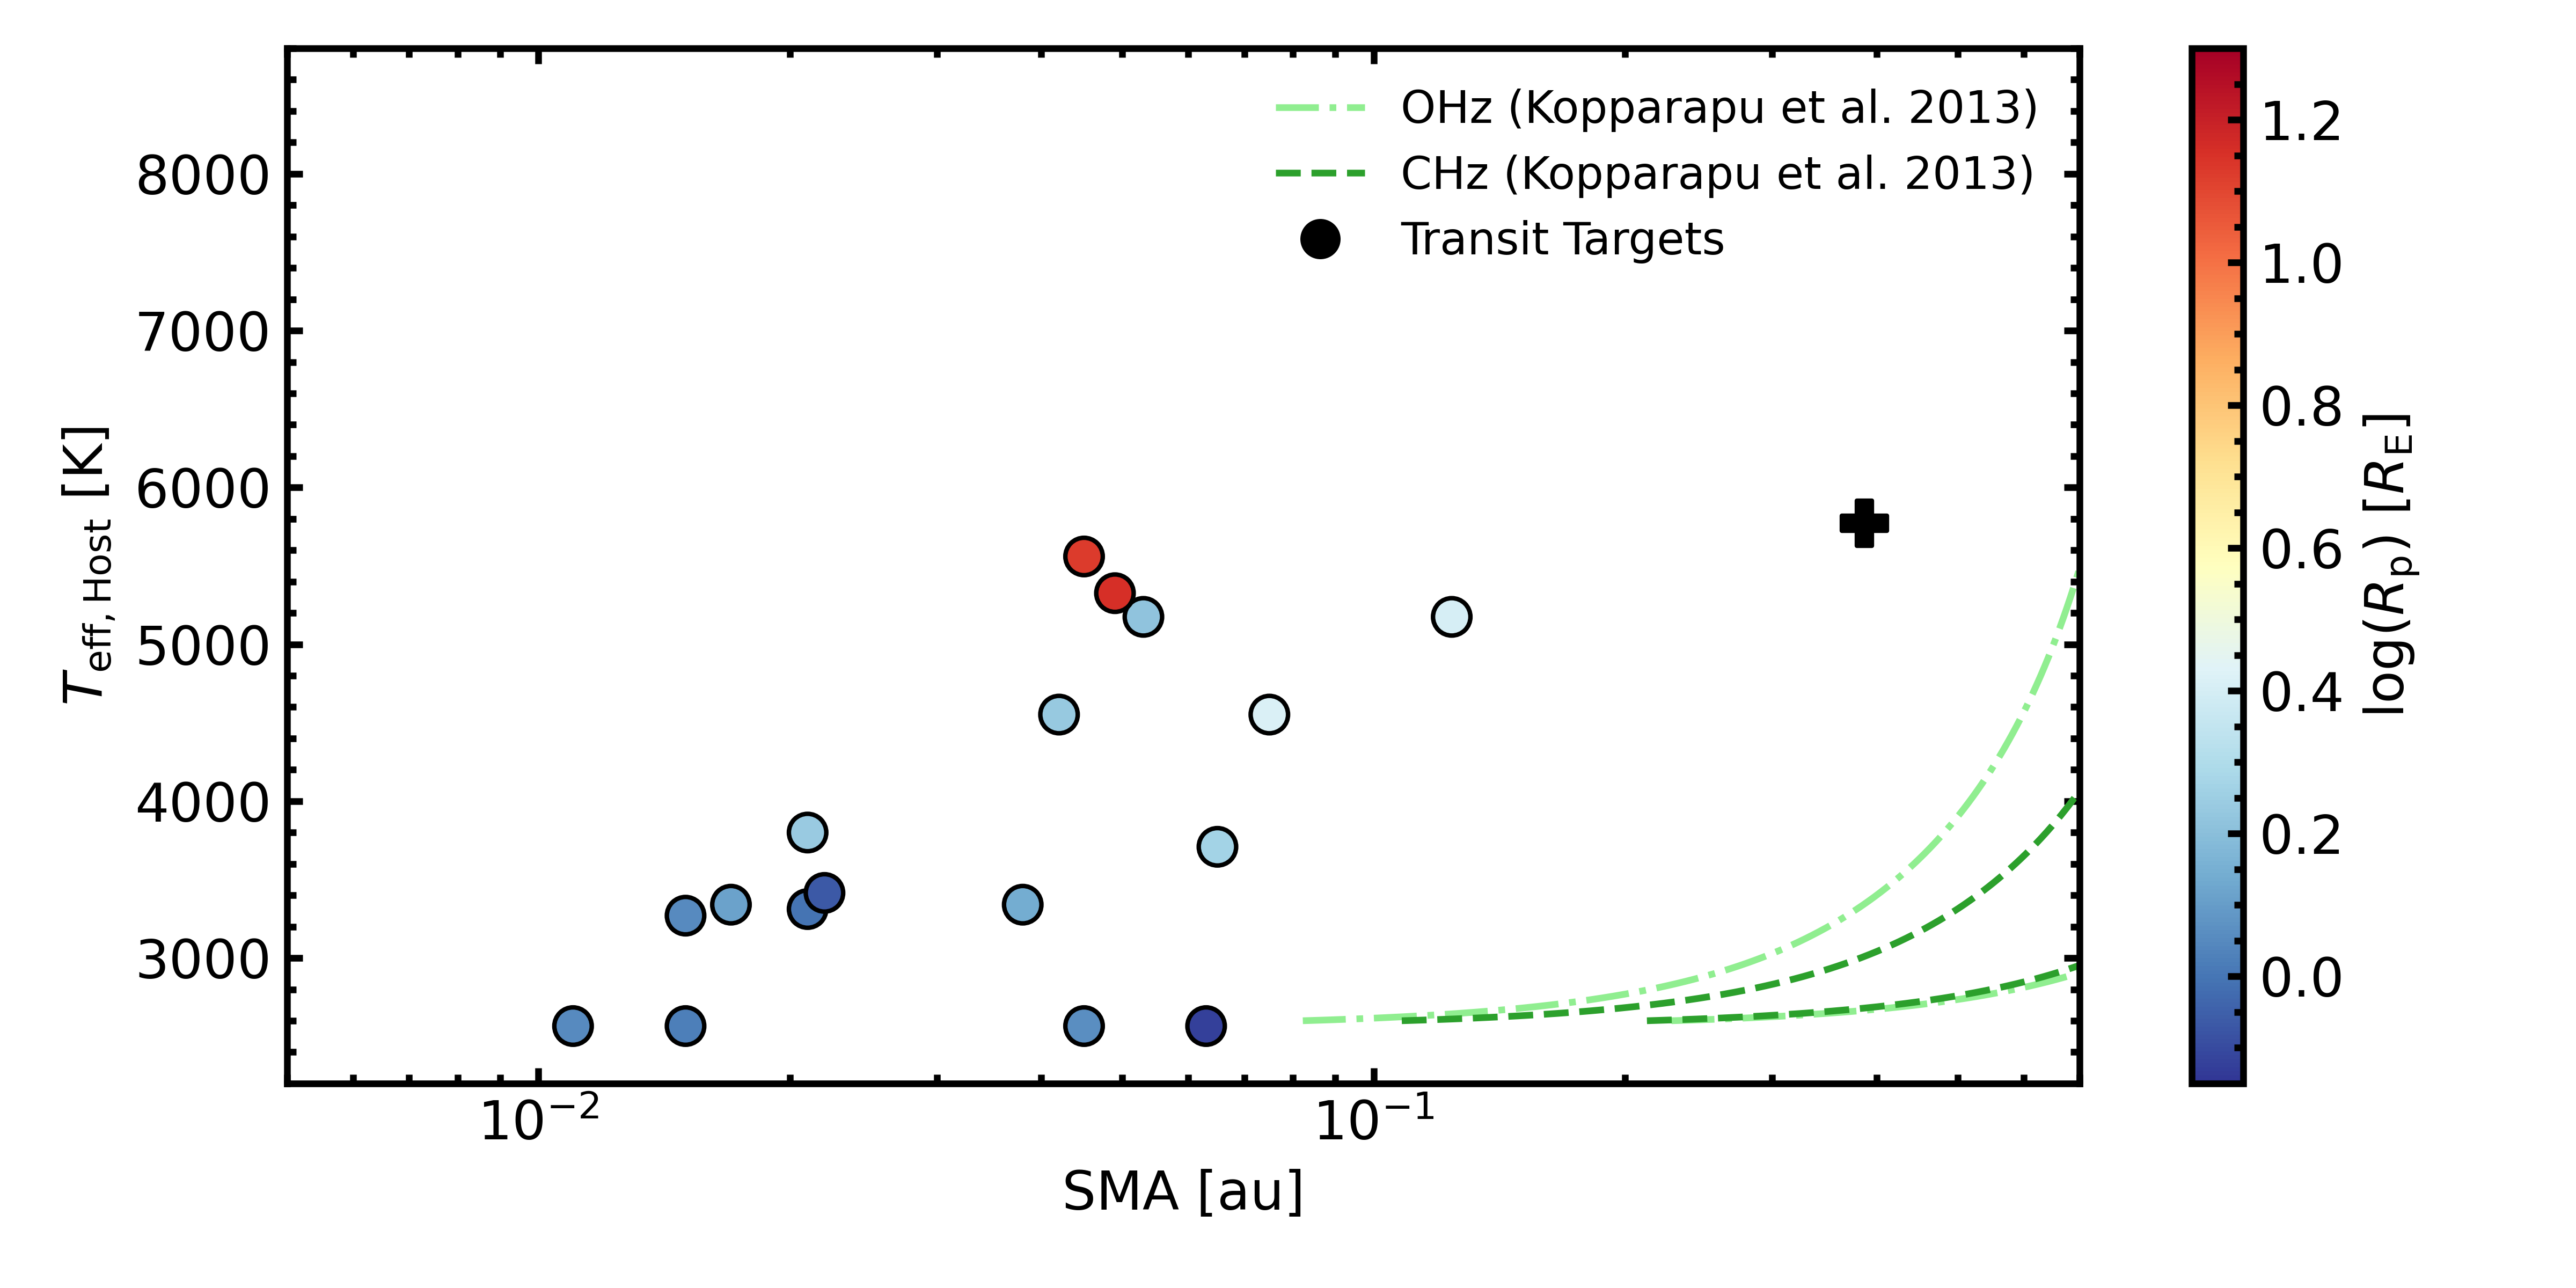 OHz (Kopparapu et al. 2013)
CHz (Kopparapu et al. 2013)
Transit Targets
8000
7000
6000
5000
4000
3000
T_eff, Host [K]
10^−2
10^−1
SMA [au]
1.2
1.0
0.8
0.6
0.4
0.2
0.0
log(R_p) [R_E]